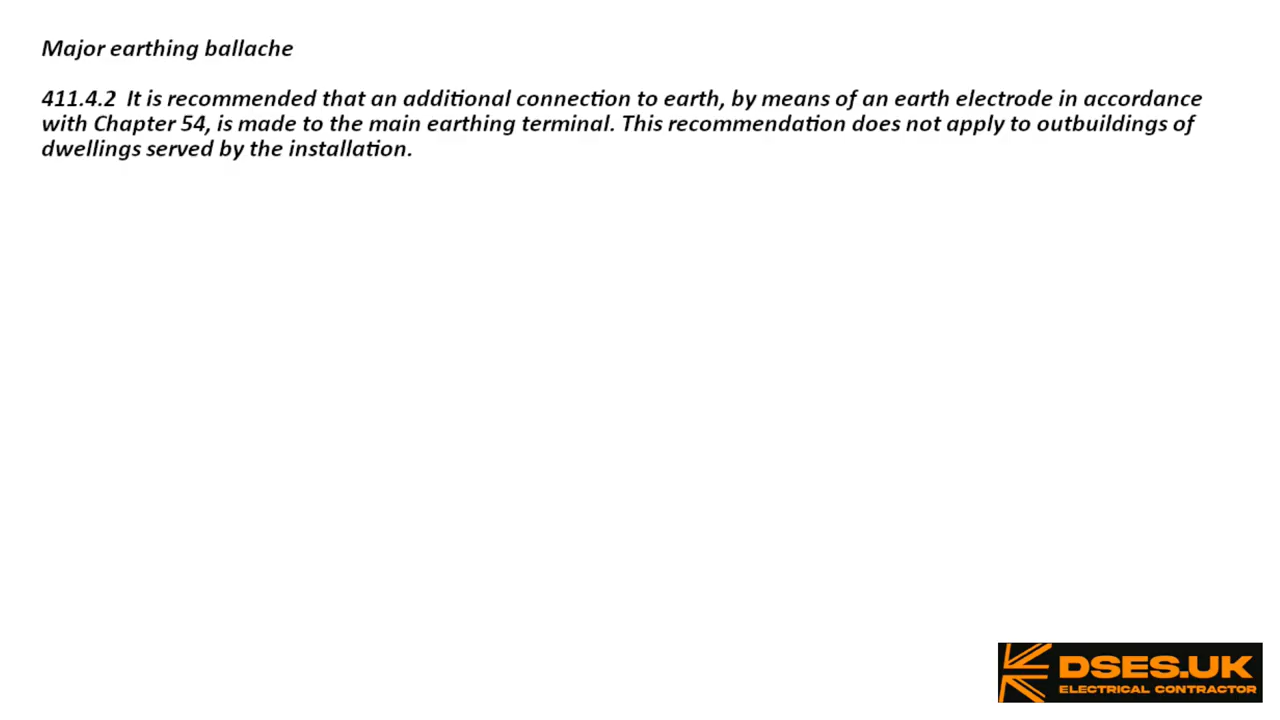 Major earthing ballache
411.4.2 It is recommended that an additional connection to earth, by means of an earth electrode in accordance
with Chapter 54, is made to the main earthing terminal. This recommendation does not apply to outbuildings of
dwellings served by the installation.
DSES.UK
ELECTRICAL CONTRACTOR